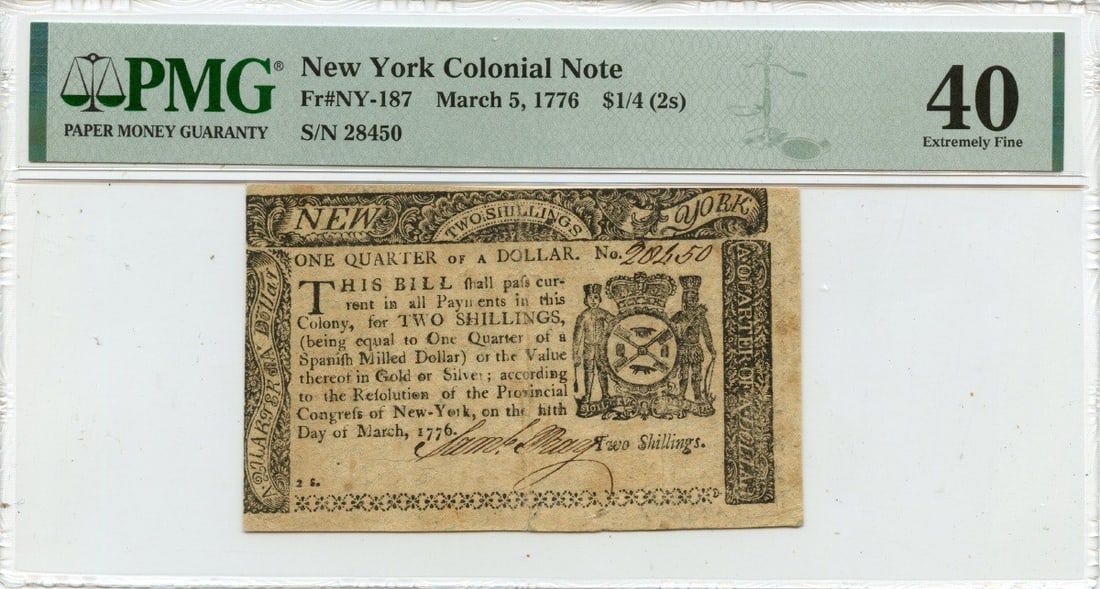 PMG®
PAPER MONEY GUARANTY
New York Colonial Note
Fr#NY-187 March 5, 1776 $1/4 (2s)
S/N 28450
40
Extremely Fine
NEW TWO·SHILLINGS YORK
ONE QUARTER OF A DOLLAR. No. 28450
THIS BILL ſhall paſs cur-
rent in all Payments in this
Colony, for TWO SHILLINGS,
(being equal to One Quarter of a
Spaniſh Milled Dollar) or the Value
thereof in Gold or Silver; according
to the Reſolution of the Provincial
Congreſs of New-York, on the fifth
Day of March, 1776.
Two Shillings.
2 s.
QUARTER OF A Dollar
QUARTER OF A DOLLAR